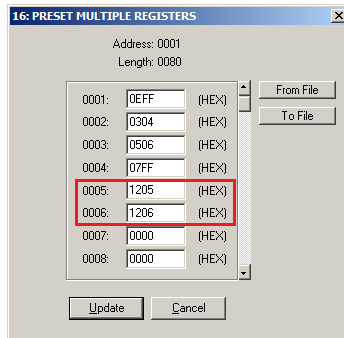 16: PRESET MULTIPLE REGISTERS
Address: 0001
Length: 0080
0001: 0EFF (HEX)
0002: 0304 (HEX)
0003: 0506 (HEX)
0004: 07FF (HEX)
0005: 1205 (HEX)
0006: 1206 (HEX)
0007: 0000 (HEX)
0008: 0000 (HEX)
From File
To File
Update Cancel